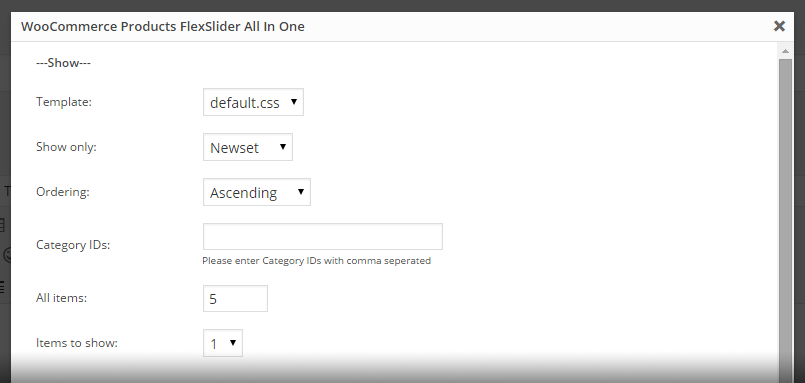 WooCommerce Products FlexSlider All In One
---Show---
Template: default.css
Show only: Newset
Ordering: Ascending
Category IDs:
Please enter Category IDs with comma seperated
All items: 5
Items to show: 1